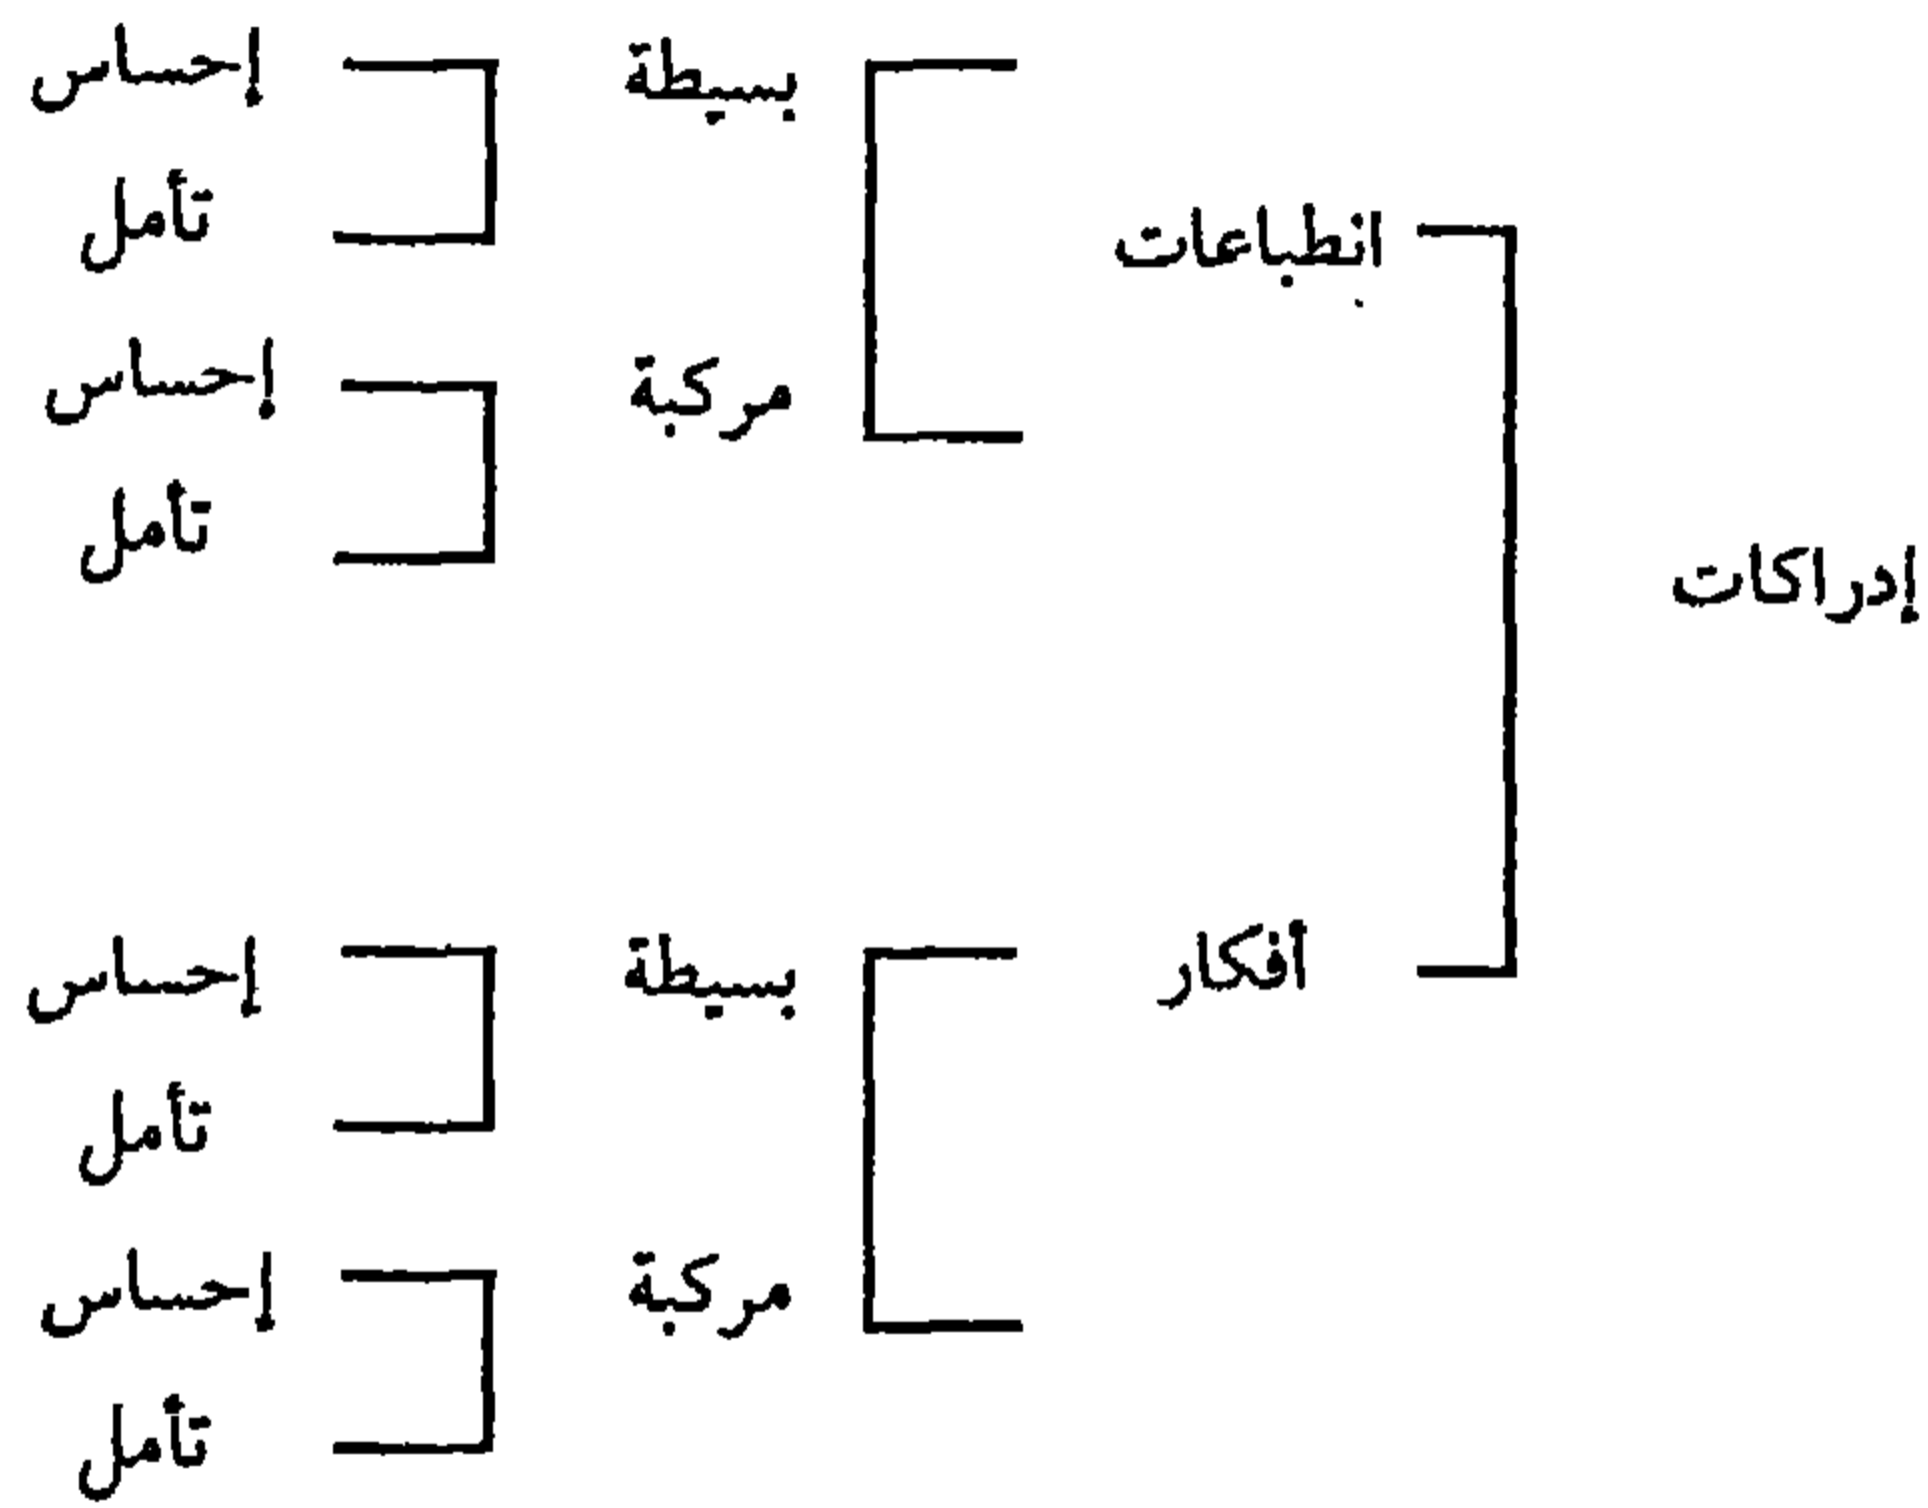 إدراكات
انطباعات
بسيطة
إحساس
تأمل
مركبة
إحساس
تأمل
أفكار
بسيطة
إحساس
تأمل
مركبة
إحساس
تأمل